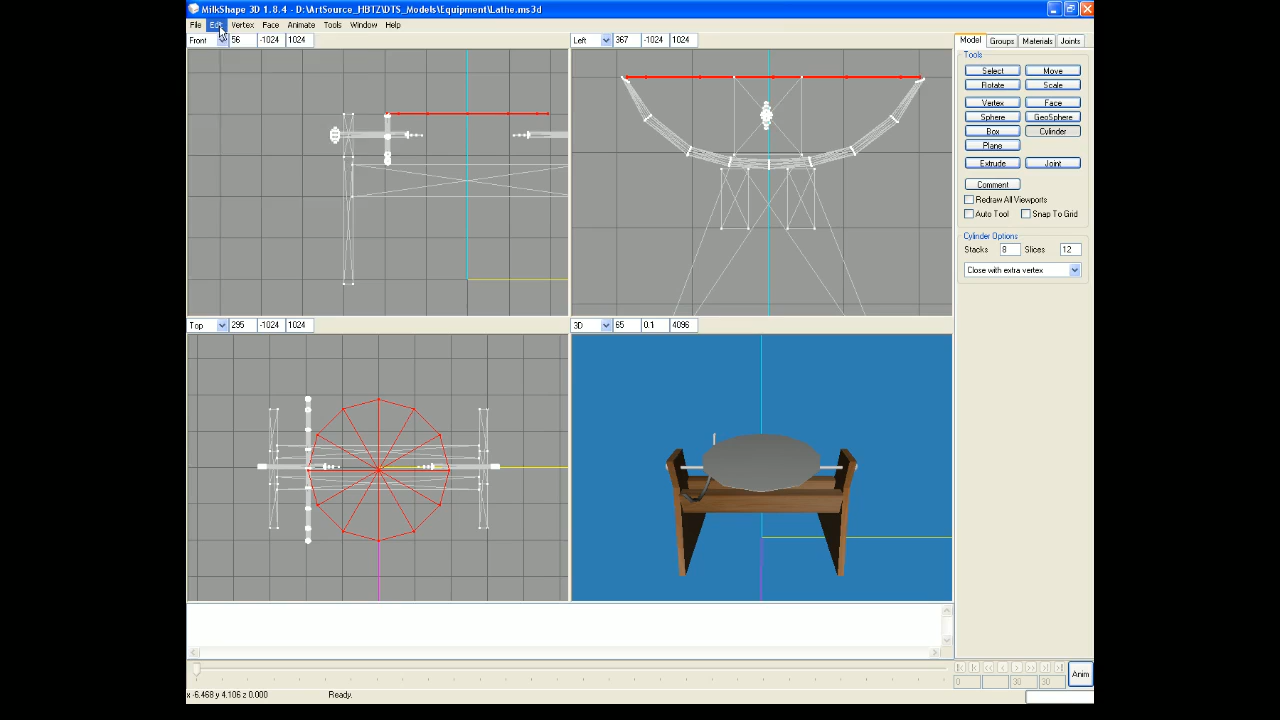 MilkShape 3D 1.8.4 - D:\ArtSource_HBTZ\DTS_Models\Equipment\Lathe.ms3d
File Edit Vertex Face Animate Tools Window Help
Front 56 -1024 1024
Left 367 -1024 1024
Model Groups Materials Joints
Tools
Select Move
Rotate Scale
Vertex Face
Sphere GeoSphere
Box Cylinder
Plane
Extrude Joint
Comment
Redraw All Viewports
Auto Tool Snap To Grid
Cylinder Options
Stacks 8 Slices 12
Close with extra vertex
Top 295 -1024 1024
3D 65 0.1 4096
Anim
0 30 30
x -6.468 y 4.106 z 0.000 Ready.